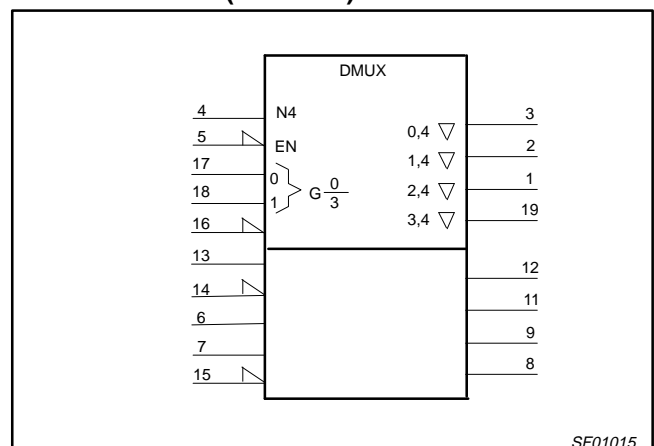 DMUX
4 N4 3
0,4 ▽
5 EN 2
1,4 ▽
17 0 1
G 0/3 2,4 ▽
18 1 19
3,4 ▽
16
13 12
14 11
6 9
7 8
15
SF01015